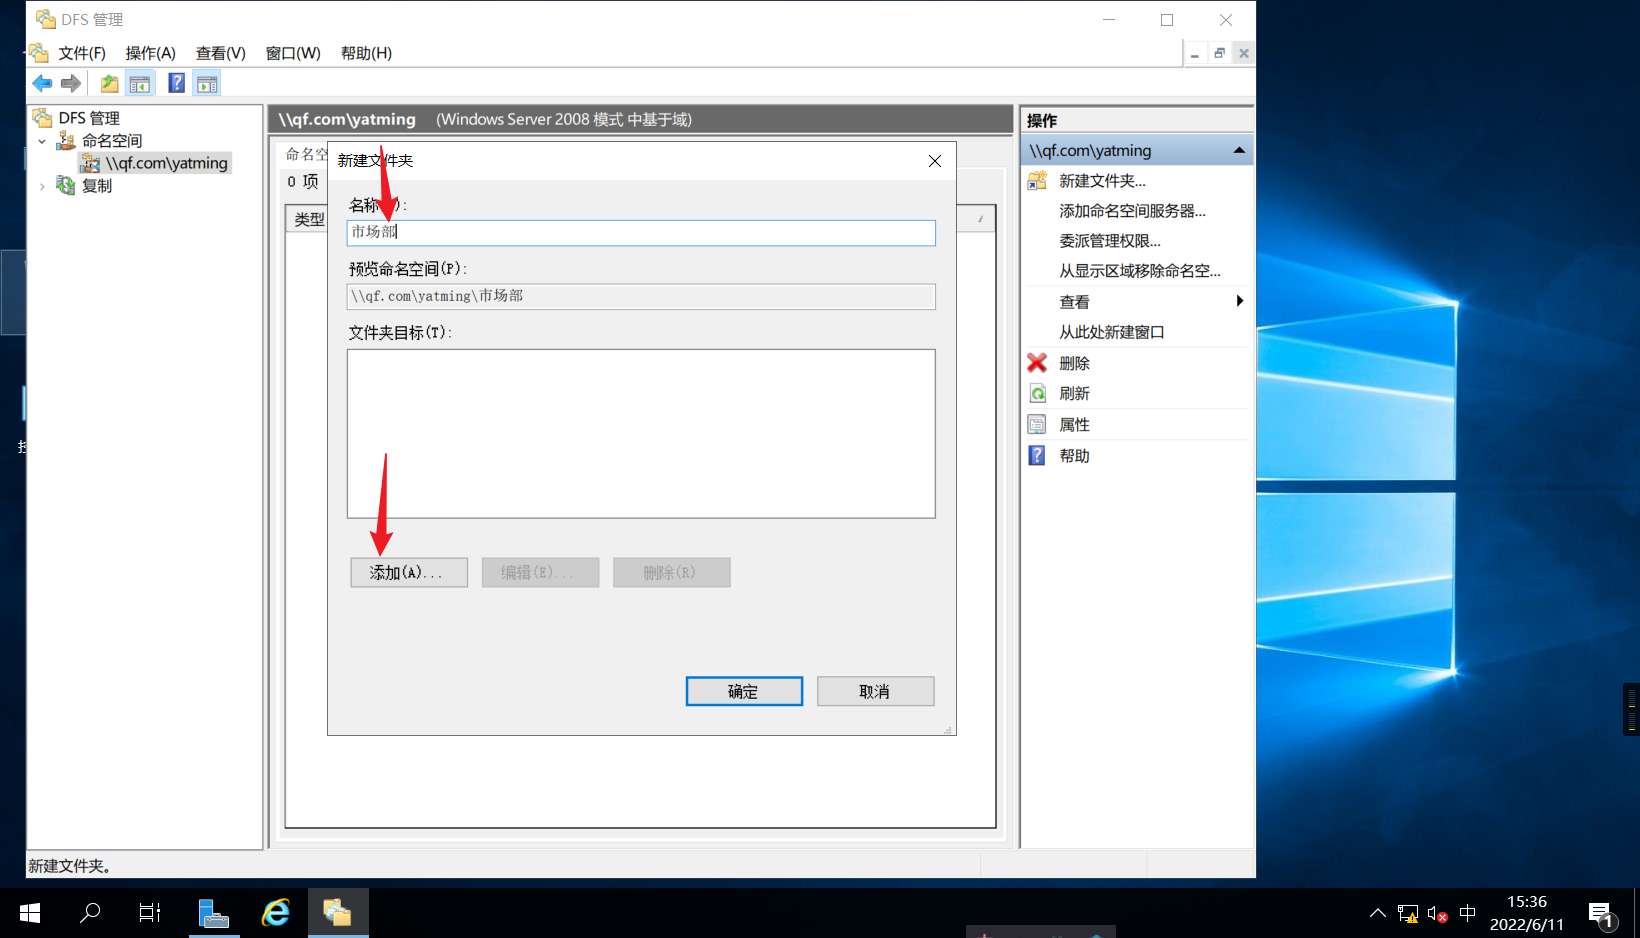 DFS 管理
文件(F) 操作(A) 查看(V) 窗口(W) 帮助(H)
DFS 管理
命名空间
\\qf.com\yatming
复制
\\qf.com\yatming (Windows Server 2008 模式 中基于域)
命名空
0 项
类型
新建文件夹
名称
市场部
预览命名空间(P):
\\qf.com\yatming\市场部
文件夹目标(T):
添加(A)... 编辑(E)... 删除(R)
确定 取消
操作
\\qf.com\yatming
新建文件夹...
添加命名空间服务器...
委派管理权限...
从显示区域移除命名空...
查看
从此处新建窗口
删除
刷新
属性
帮助
新建文件夹。
中
15:36
2022/6/11
1